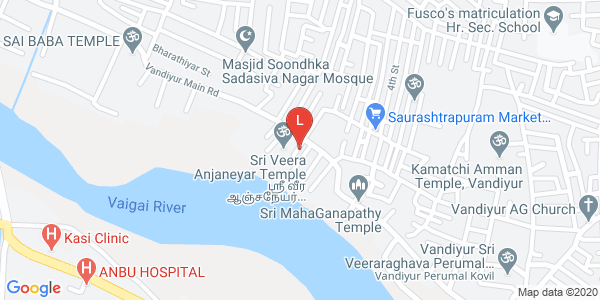 Fusco's matriculation
Hr. Sec. School
SAI BABA TEMPLE
Bharathiyar St
Vandiyur Main Rd
Masjid Soondhka
Sadasiva Nagar Mosque
4th St
L
Saurashtrapuram Market...
Sri Veera
Anjaneyar Temple
ஸ்ரீ வீர
ஆஞ்சநேயர்...
Kamatchi Amman
Temple, Vandiyur
Vaigai River
Sri MahaGanapathy
Temple
Vandiyur AG Church
Kasi Clinic
H
ANBU HOSPITAL
H
Vandiyur Sri
Veeraraghava Perumal...
Vandiyur Perumal Kovil
Google
Map data ©2020